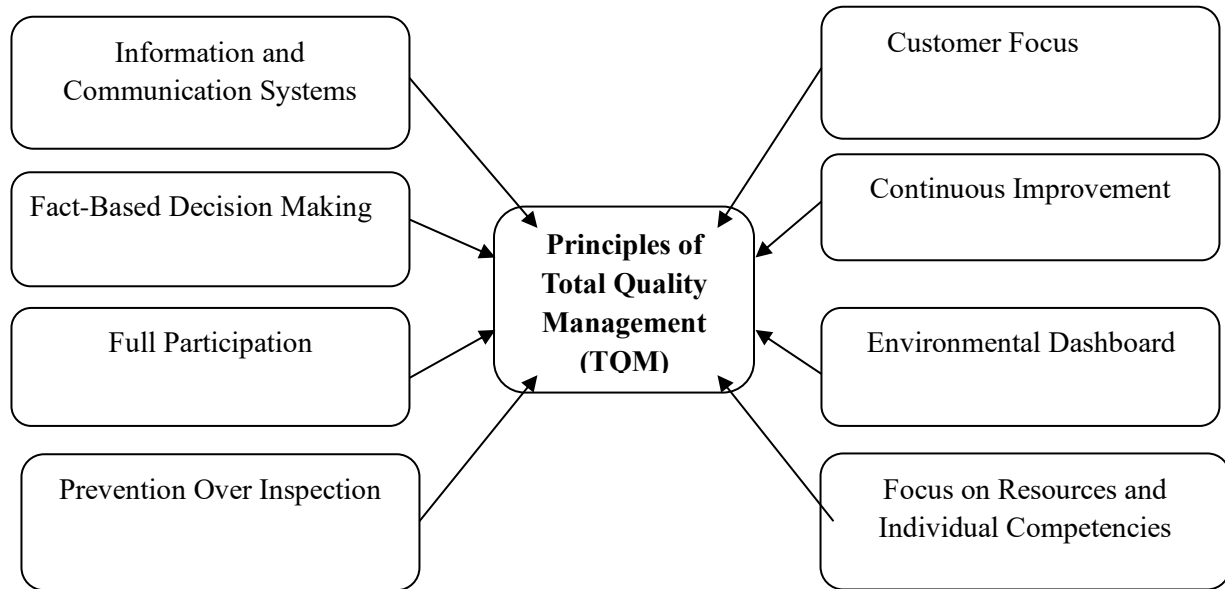 Information and
Communication Systems
Fact-Based Decision Making
Full Participation
Prevention Over Inspection
Principles of
Total Quality
Management
(TQM)
Customer Focus
Continuous Improvement
Environmental Dashboard
Focus on Resources and
Individual Competencies